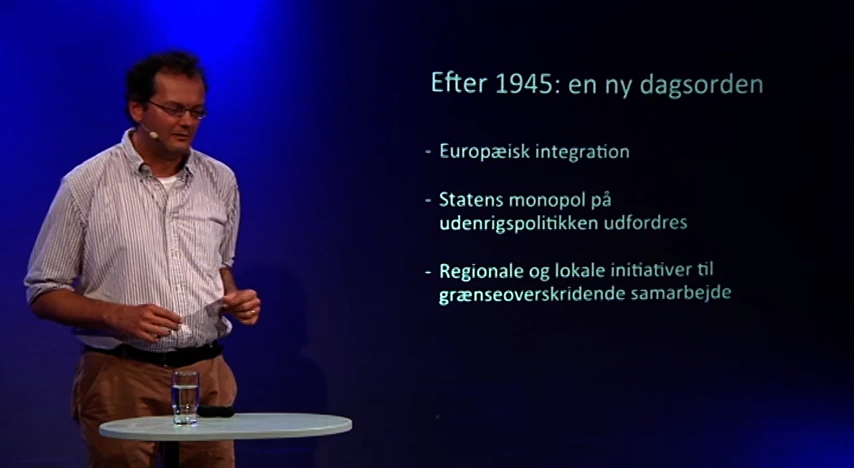 Efter 1945: en ny dagsorden
- Europæisk integration
- Statens monopol på
udenrigspolitikken udfordres
- Regionale og lokale initiativer til
grænseoverskridende samarbejde